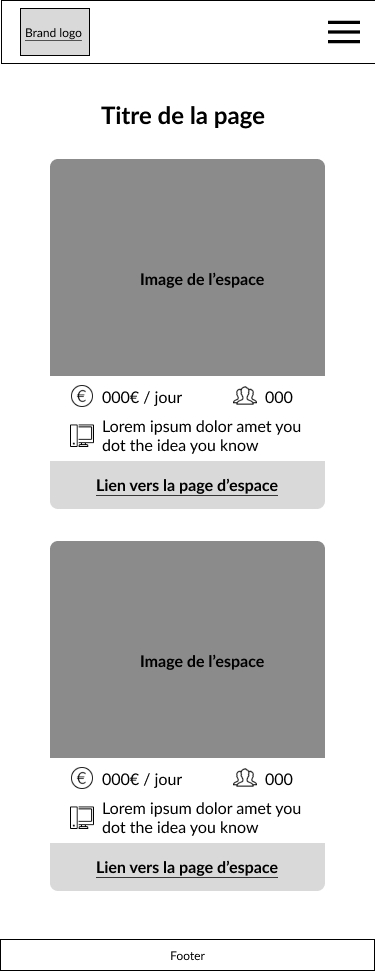 Brand logo
Titre de la page
Image de l’espace
€ 000€ / jour 000
Lorem ipsum dolor amet you
dot the idea you know
Lien vers la page d’espace
Image de l’espace
€ 000€ / jour 000
Lorem ipsum dolor amet you
dot the idea you know
Lien vers la page d’espace
Footer